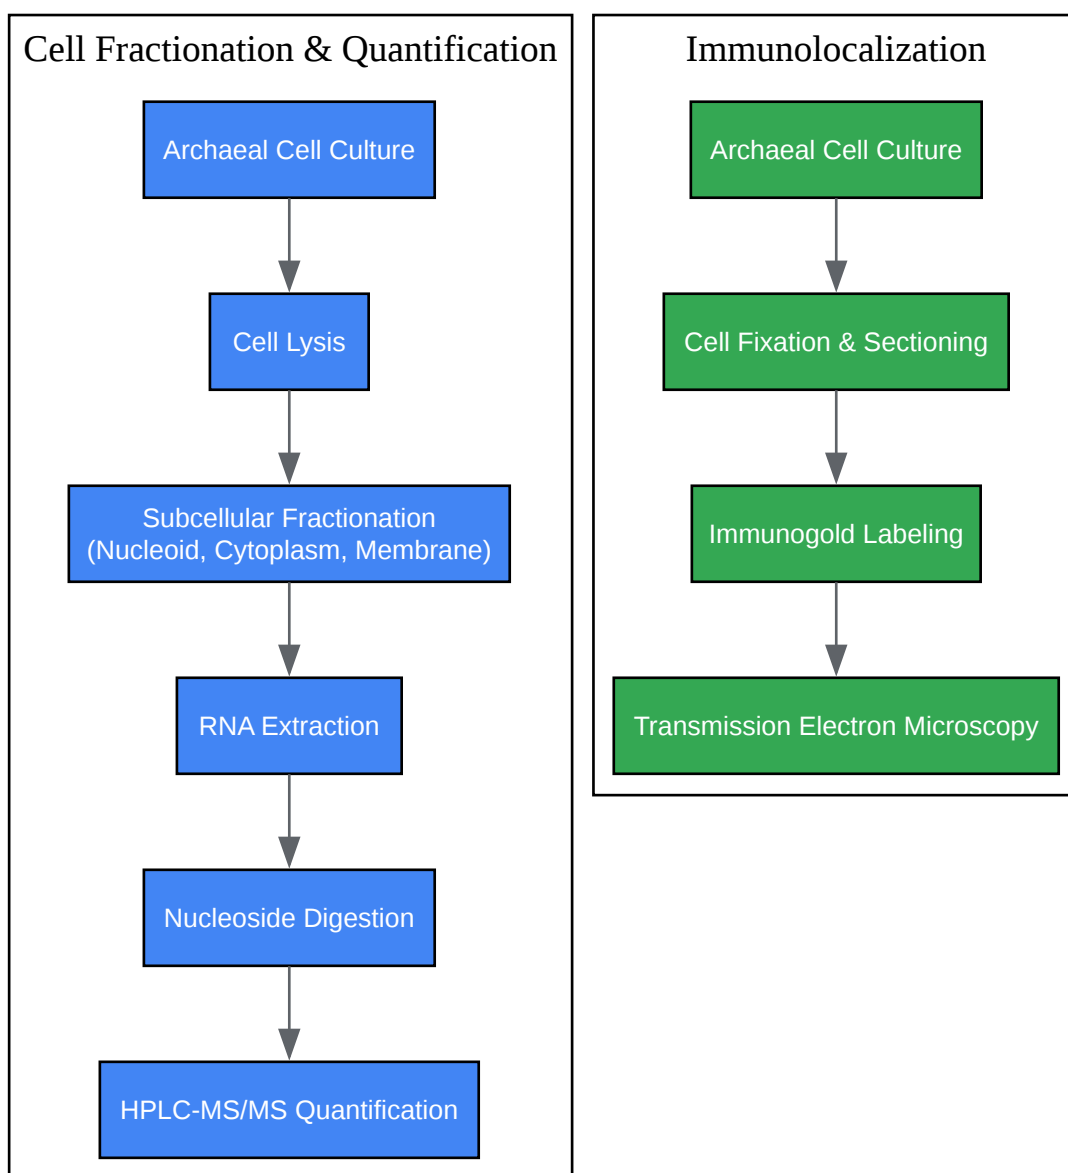 Cell Fractionation & Quantification
Archaeal Cell Culture
Cell Lysis
Subcellular Fractionation
(Nucleoid, Cytoplasm, Membrane)
RNA Extraction
Nucleoside Digestion
HPLC-MS/MS Quantification
Immunolocalization
Archaeal Cell Culture
Cell Fixation & Sectioning
Immunogold Labeling
Transmission Electron Microscopy